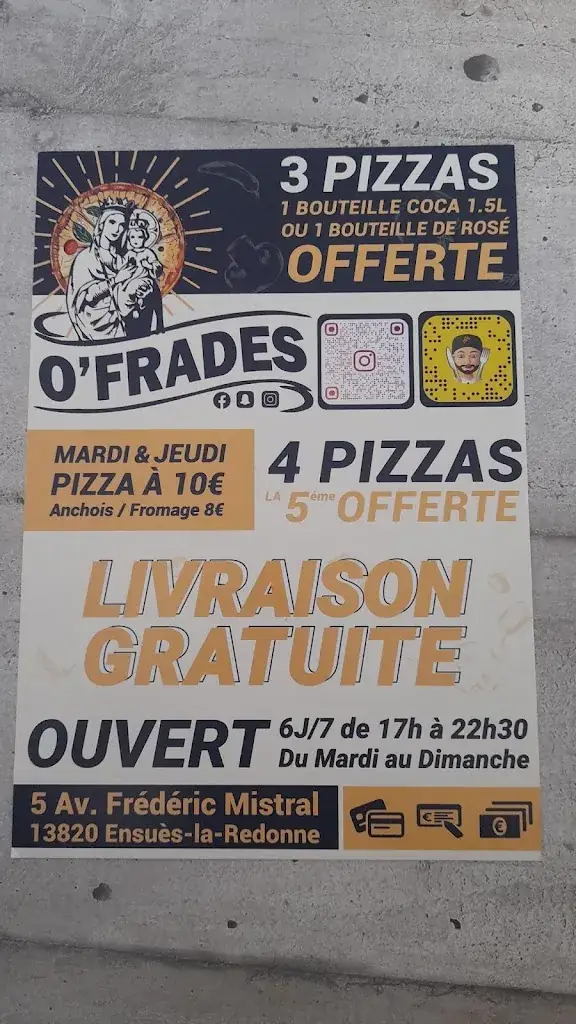 3 PIZZAS
1 BOUTEILLE COCA 1.5L
OU 1 BOUTEILLE DE ROSÉ
OFFERTE
O'FRADES
MARDI & JEUDI
PIZZA À 10€
Anchois / Fromage 8€
4 PIZZAS
LA 5ème OFFERTE
LIVRAISON
GRATUITE
OUVERT
6J/7 de 17h à 22h30
Du Mardi au Dimanche
5 Av. Frédéric Mistral
13820 Ensuès-la-Redonne